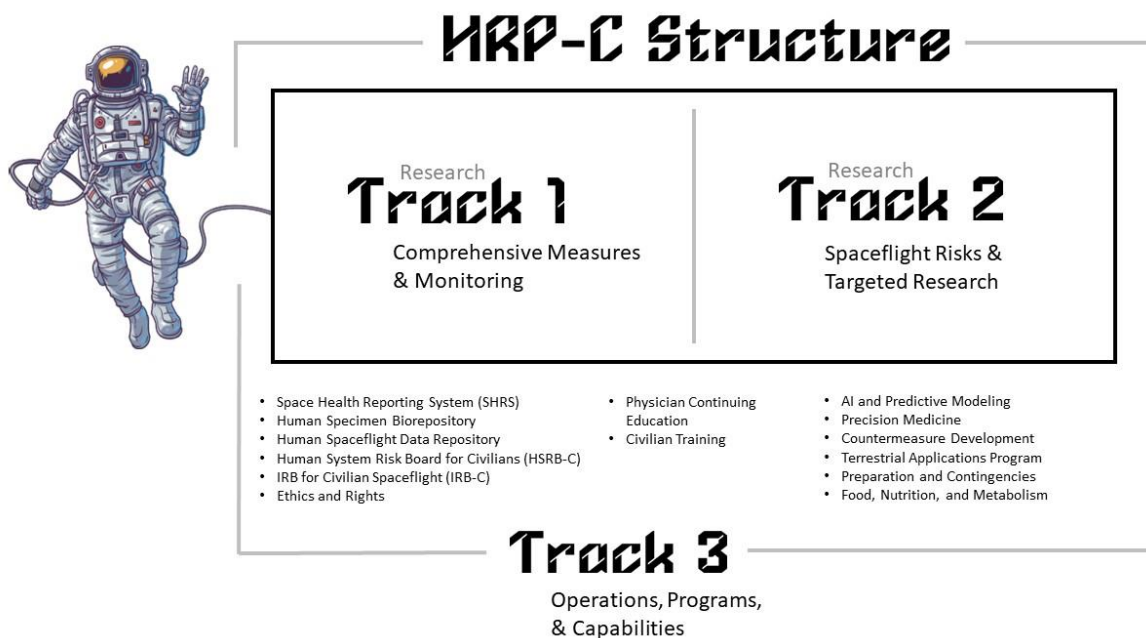 HRP-C Structure
Research
Track 1
Comprehensive Measures
& Monitoring
Research
Track 2
Spaceflight Risks &
Targeted Research
• Space Health Reporting System (SHRS)
• Human Specimen Biorepository
• Human Spaceflight Data Repository
• Human System Risk Board for Civilians (HSRB-C)
• IRB for Civilian Spaceflight (IRB-C)
• Ethics and Rights
• Physician Continuing
Education
• Civilian Training
• AI and Predictive Modeling
• Precision Medicine
• Countermeasure Development
• Terrestrial Applications Program
• Preparation and Contingencies
• Food, Nutrition, and Metabolism
Track 3
Operations, Programs,
& Capabilities